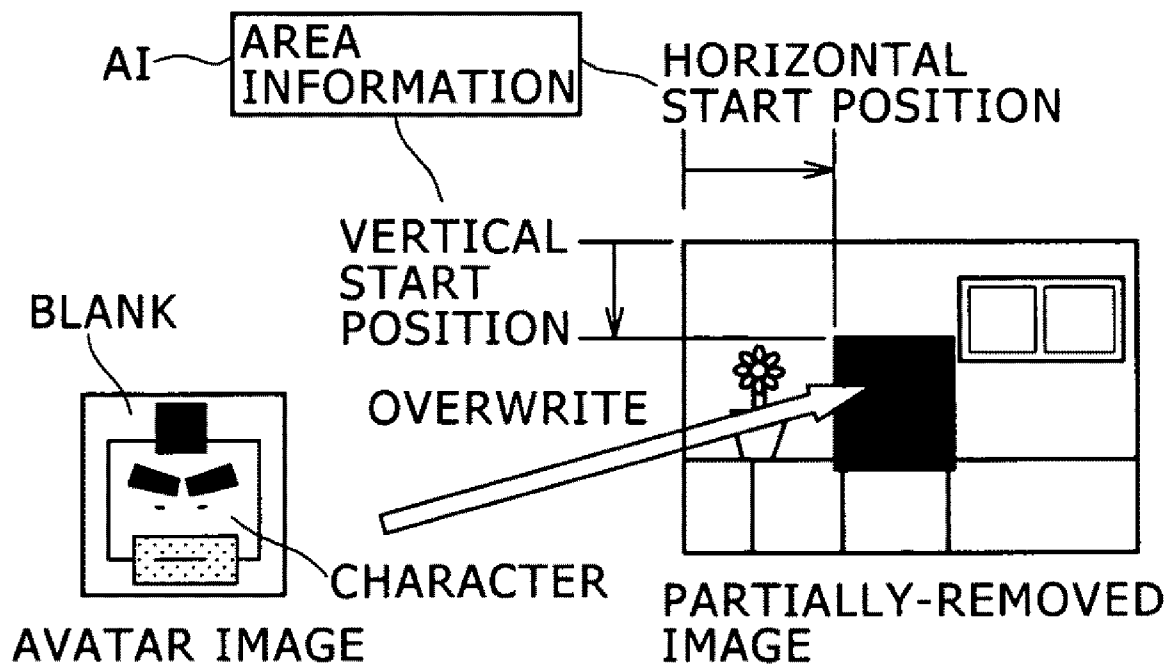 AI
AREA
INFORMATION
HORIZONTAL
START POSITION
VERTICAL
START
POSITION
BLANK
OVERWRITE
CHARACTER
AVATAR IMAGE
PARTIALLY-REMOVED
IMAGE